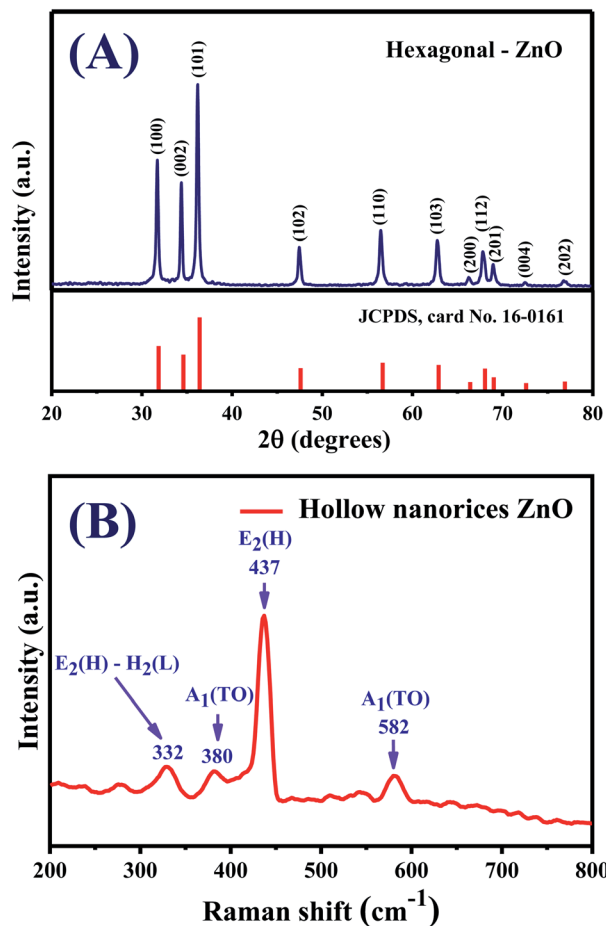 (A)
Hexagonal - ZnO
(100)
(002)
(101)
(102)
(110)
(103)
(200)
(112)
(201)
(004)
(202)
Intensity (a.u.)
JCPDS, card No. 16-0161
20 30 40 50 60 70 80
2θ (degrees)
(B)
Hollow nanorices ZnO
E₂(H)
437
E₂(H) - H₂(L)
332
A₁(TO)
380
A₁(TO)
582
Intensity (a.u.)
200 300 400 500 600 700 800
Raman shift (cm⁻¹)